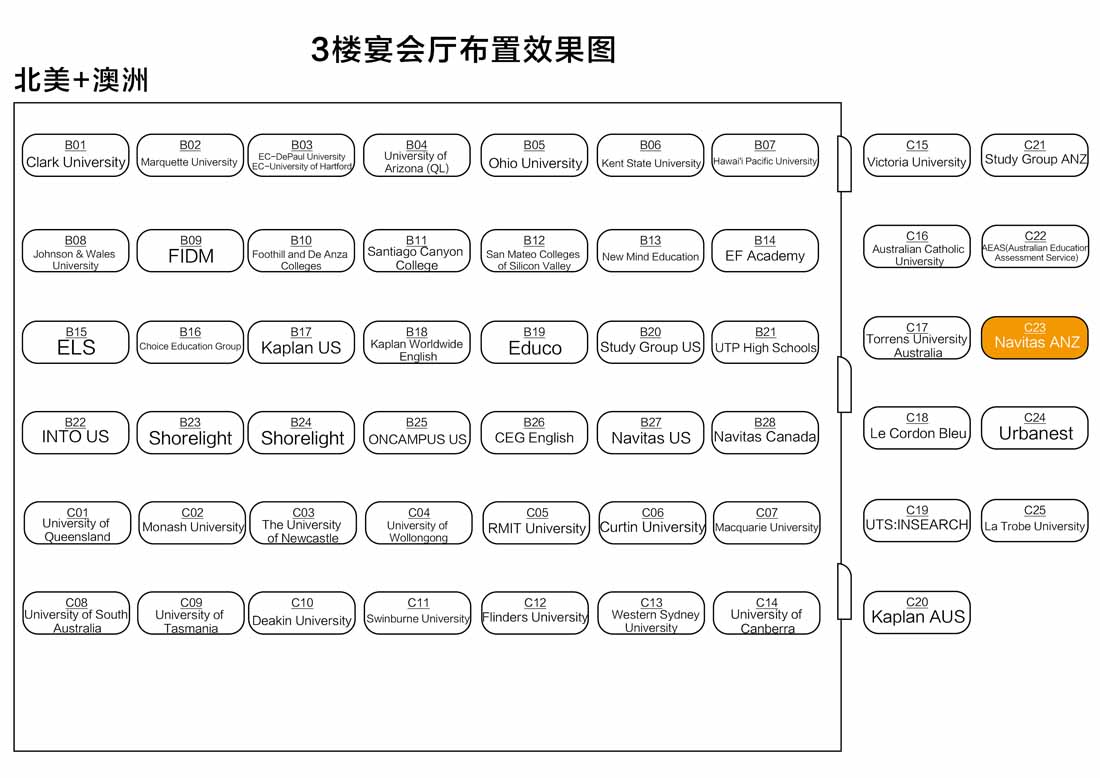 3楼宴会厅布置效果图
北美+澳洲
B01
Clark University
B02
Marquette University
B03
EC-DePaul University
EC-University of Hartford
B04
University of
Arizona (QL)
B05
Ohio University
B06
Kent State University
B07
Hawai'i Pacific University
C15
Victoria University
C21
Study Group ANZ
B08
Johnson & Wales
University
B09
FIDM
B10
Foothill and De Anza
Colleges
B11
Santiago Canyon
College
B12
San Mateo Colleges
of Silicon Valley
B13
New Mind Education
B14
EF Academy
C16
Australian Catholic
University
C22
AEAS(Australian Education
Assessment Service)
B15
ELS
B16
Choice Education Group
B17
Kaplan US
B18
Kaplan Worldwide
English
B19
Educo
B20
Study Group US
B21
UTP High Schools
C17
Torrens University
Australia
C23
Navitas ANZ
B22
INTO US
B23
Shorelight
B24
Shorelight
B25
ONCAMPUS US
B26
CEG English
B27
Navitas US
B28
Navitas Canada
C18
Le Cordon Bleu
C24
Urbanest
C01
University of
Queensland
C02
Monash University
C03
The University
of Newcastle
C04
University of
Wollongong
C05
RMIT University
C06
Curtin University
C07
Macquarie University
C19
UTS:INSEARCH
C25
La Trobe University
C08
University of South
Australia
C09
University of
Tasmania
C10
Deakin University
C11
Swinburne University
C12
Flinders University
C13
Western Sydney
University
C14
University of
Canberra
C20
Kaplan AUS